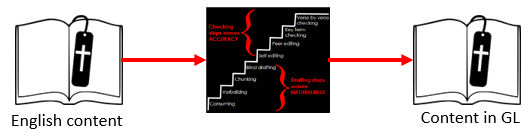 Checking
steps ensure
ACCURACY
Verse by verse
checking
Key term
checking
Peer editing
Self editing
Blind drafting
Chunking
Verbalizing
Consuming
Drafting steps
ensure
NATURALNESS
English content
Content in GL